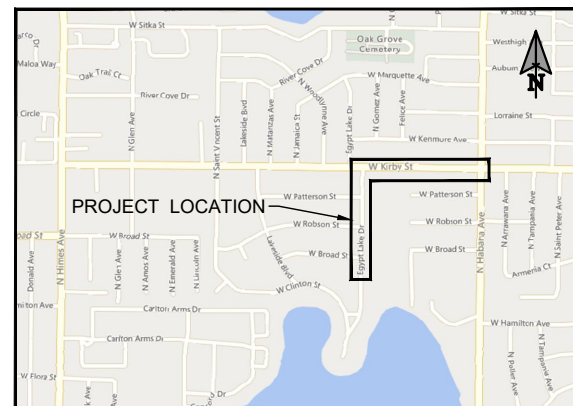 W Sitka St
W Sitka St
Oak Grove
Cemetery
Westhigh
Maloa Way
Oak Trail Ct
River Cove Dr
W Marquette Ave
Auburn
N
River Cove Dr
N Woodlynne Ave
Circle
N Glen Ave
N Saint Vincent St
Lakeside Blvd
N Matanzas Ave
N Jamaica St
Egypt Lake Dr
N Gomez Ave
Felice Ave
Lorraine St
W Kenmore Ave
W Kirby St
W Patterson St
W Patterson St
PROJECT LOCATION
W Robson St
W Robson St
N Arrawana Ave
N Tampania Ave
N Saint Peter Ave
oad St
W Broad St
N Himes Ave
Lakeside Blvd
W Broad St
Egypt Lake Dr
W Broad St
N Habana Ave
Donald Ave
N Glen Ave
N Amos Ave
N Emerald Ave
N Lincoln Ave
Armenia Ct
W Clinton St
milton Ave
Carlton Arms Dr
W Hamilton Ave
Carlton Arms Dr
W Flora St
Dr